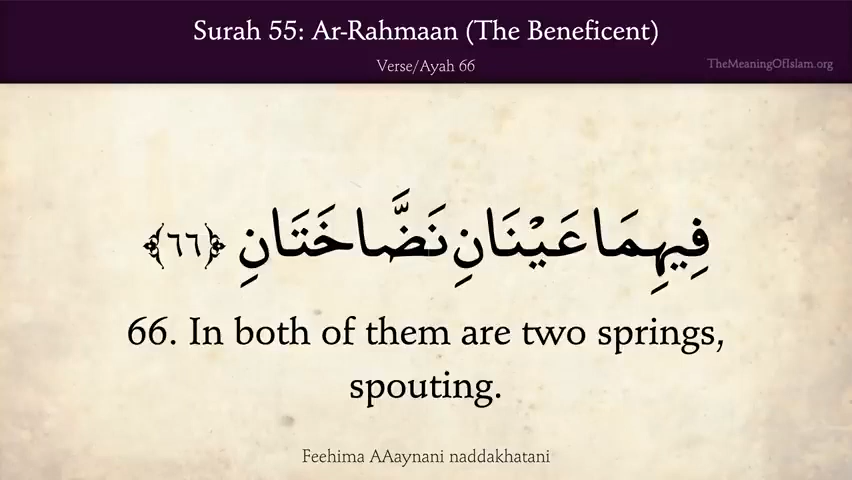 Surah 55: Ar-Rahmaan (The Beneficent)
Verse/Ayah 66
TheMeaningOfIslam.org
فِيهِمَا عَيْنَانِ نَضَّاخَتَانِ ﴿٦٦﴾
66. In both of them are two springs,
spouting.
Feehima AAaynani naddakhatani